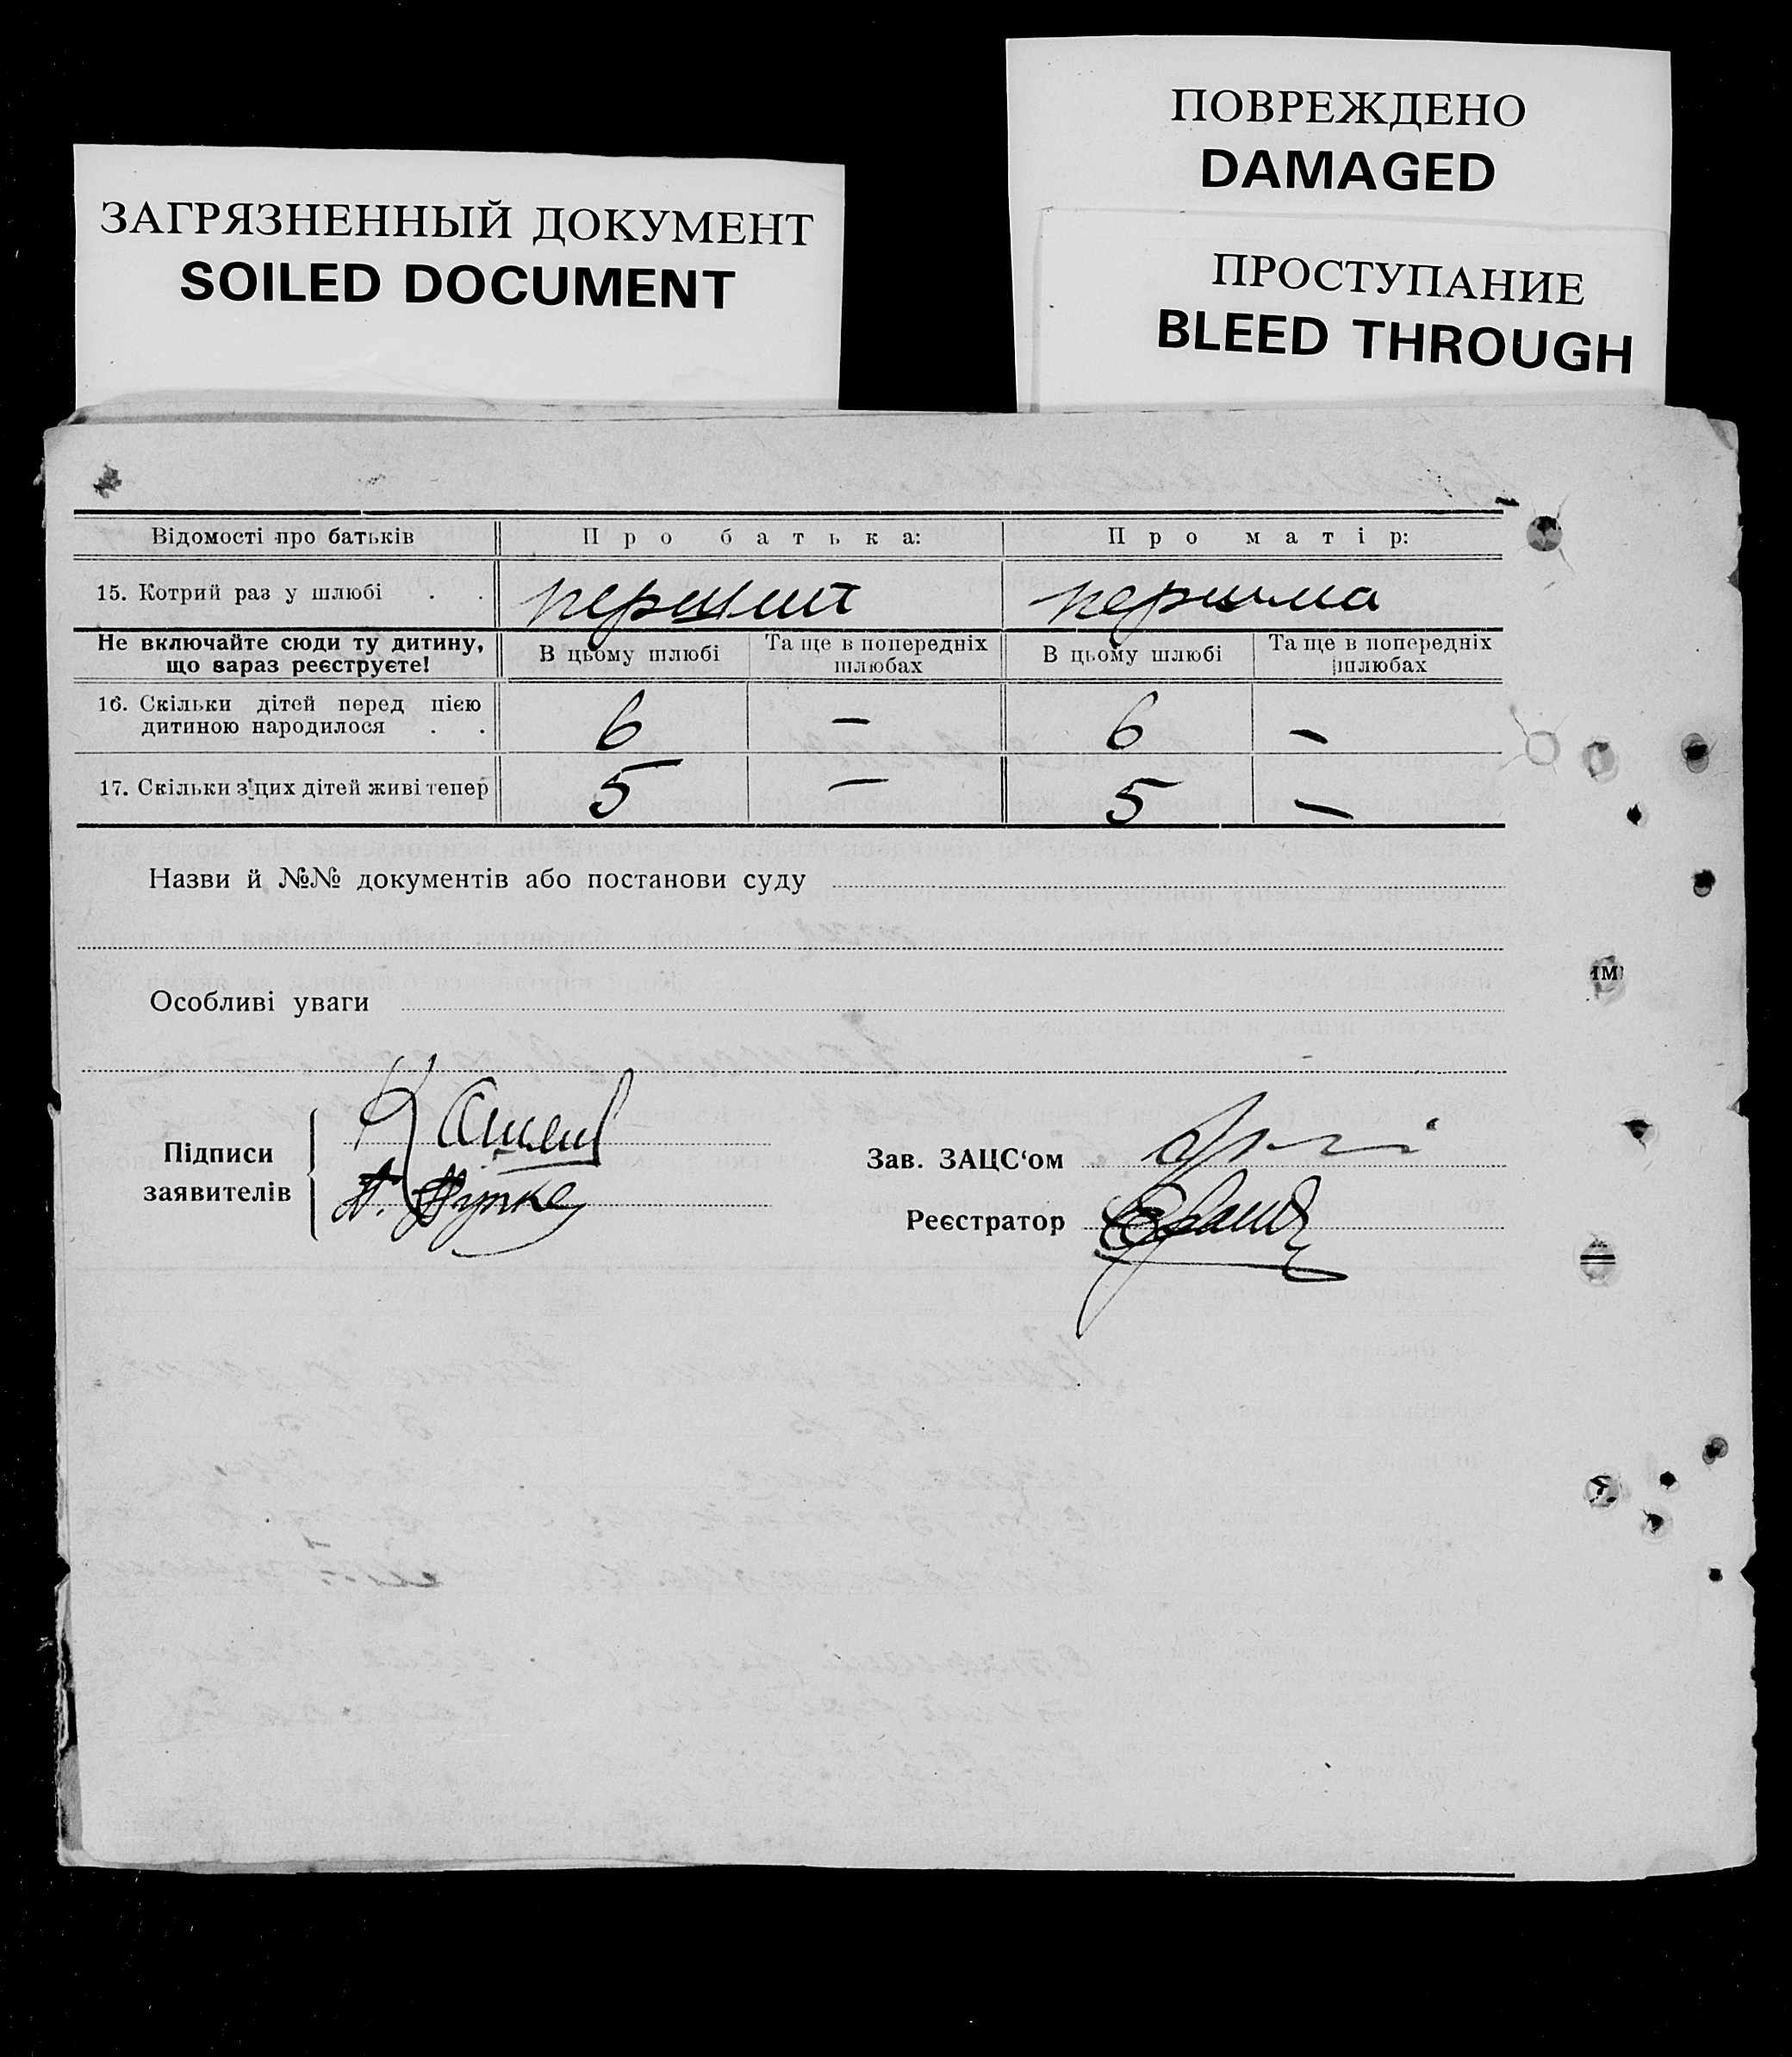 ПОВРЕЖДЕНО
DAMAGED
ЗАГРЯЗНЕННЫЙ ДОКУМЕНТ
SOILED DOCUMENT
ПРОСТУПАНИЕ
BLEED THROUGH
Відомості про батьків Про батька: Про матір:
15. Котрий раз у шлюбі . . перший перша
Не включайте сюди ту дитину, що вараз реєструєте! В цьому шлюбі Та ще в попередніх шлюбах В цьому шлюбі Та ще в попередніх шлюбах
16. Скільки дітей перед цією дитиною народилося . . 6 — 6 —
17. Скільки з цих дітей живі тепер 5 — 5 —
Назви й №№ документів або постанови суду
Особливі уваги
Підписи заявителів
Зав. ЗАЦС‘ом
Реєстратор